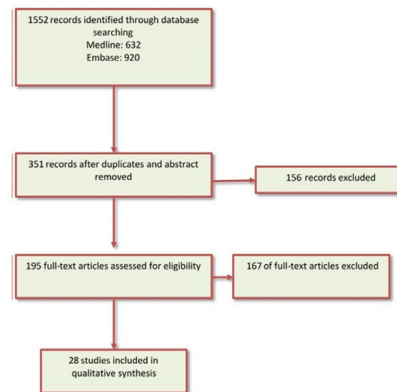 1552 records identified through database
searching
Medline: 632
Embase: 920
351 records after duplicates and abstract
removed
156 records excluded
195 full-text articles assessed for eligibility
167 of full-text articles excluded
28 studies included in
qualitative synthesis